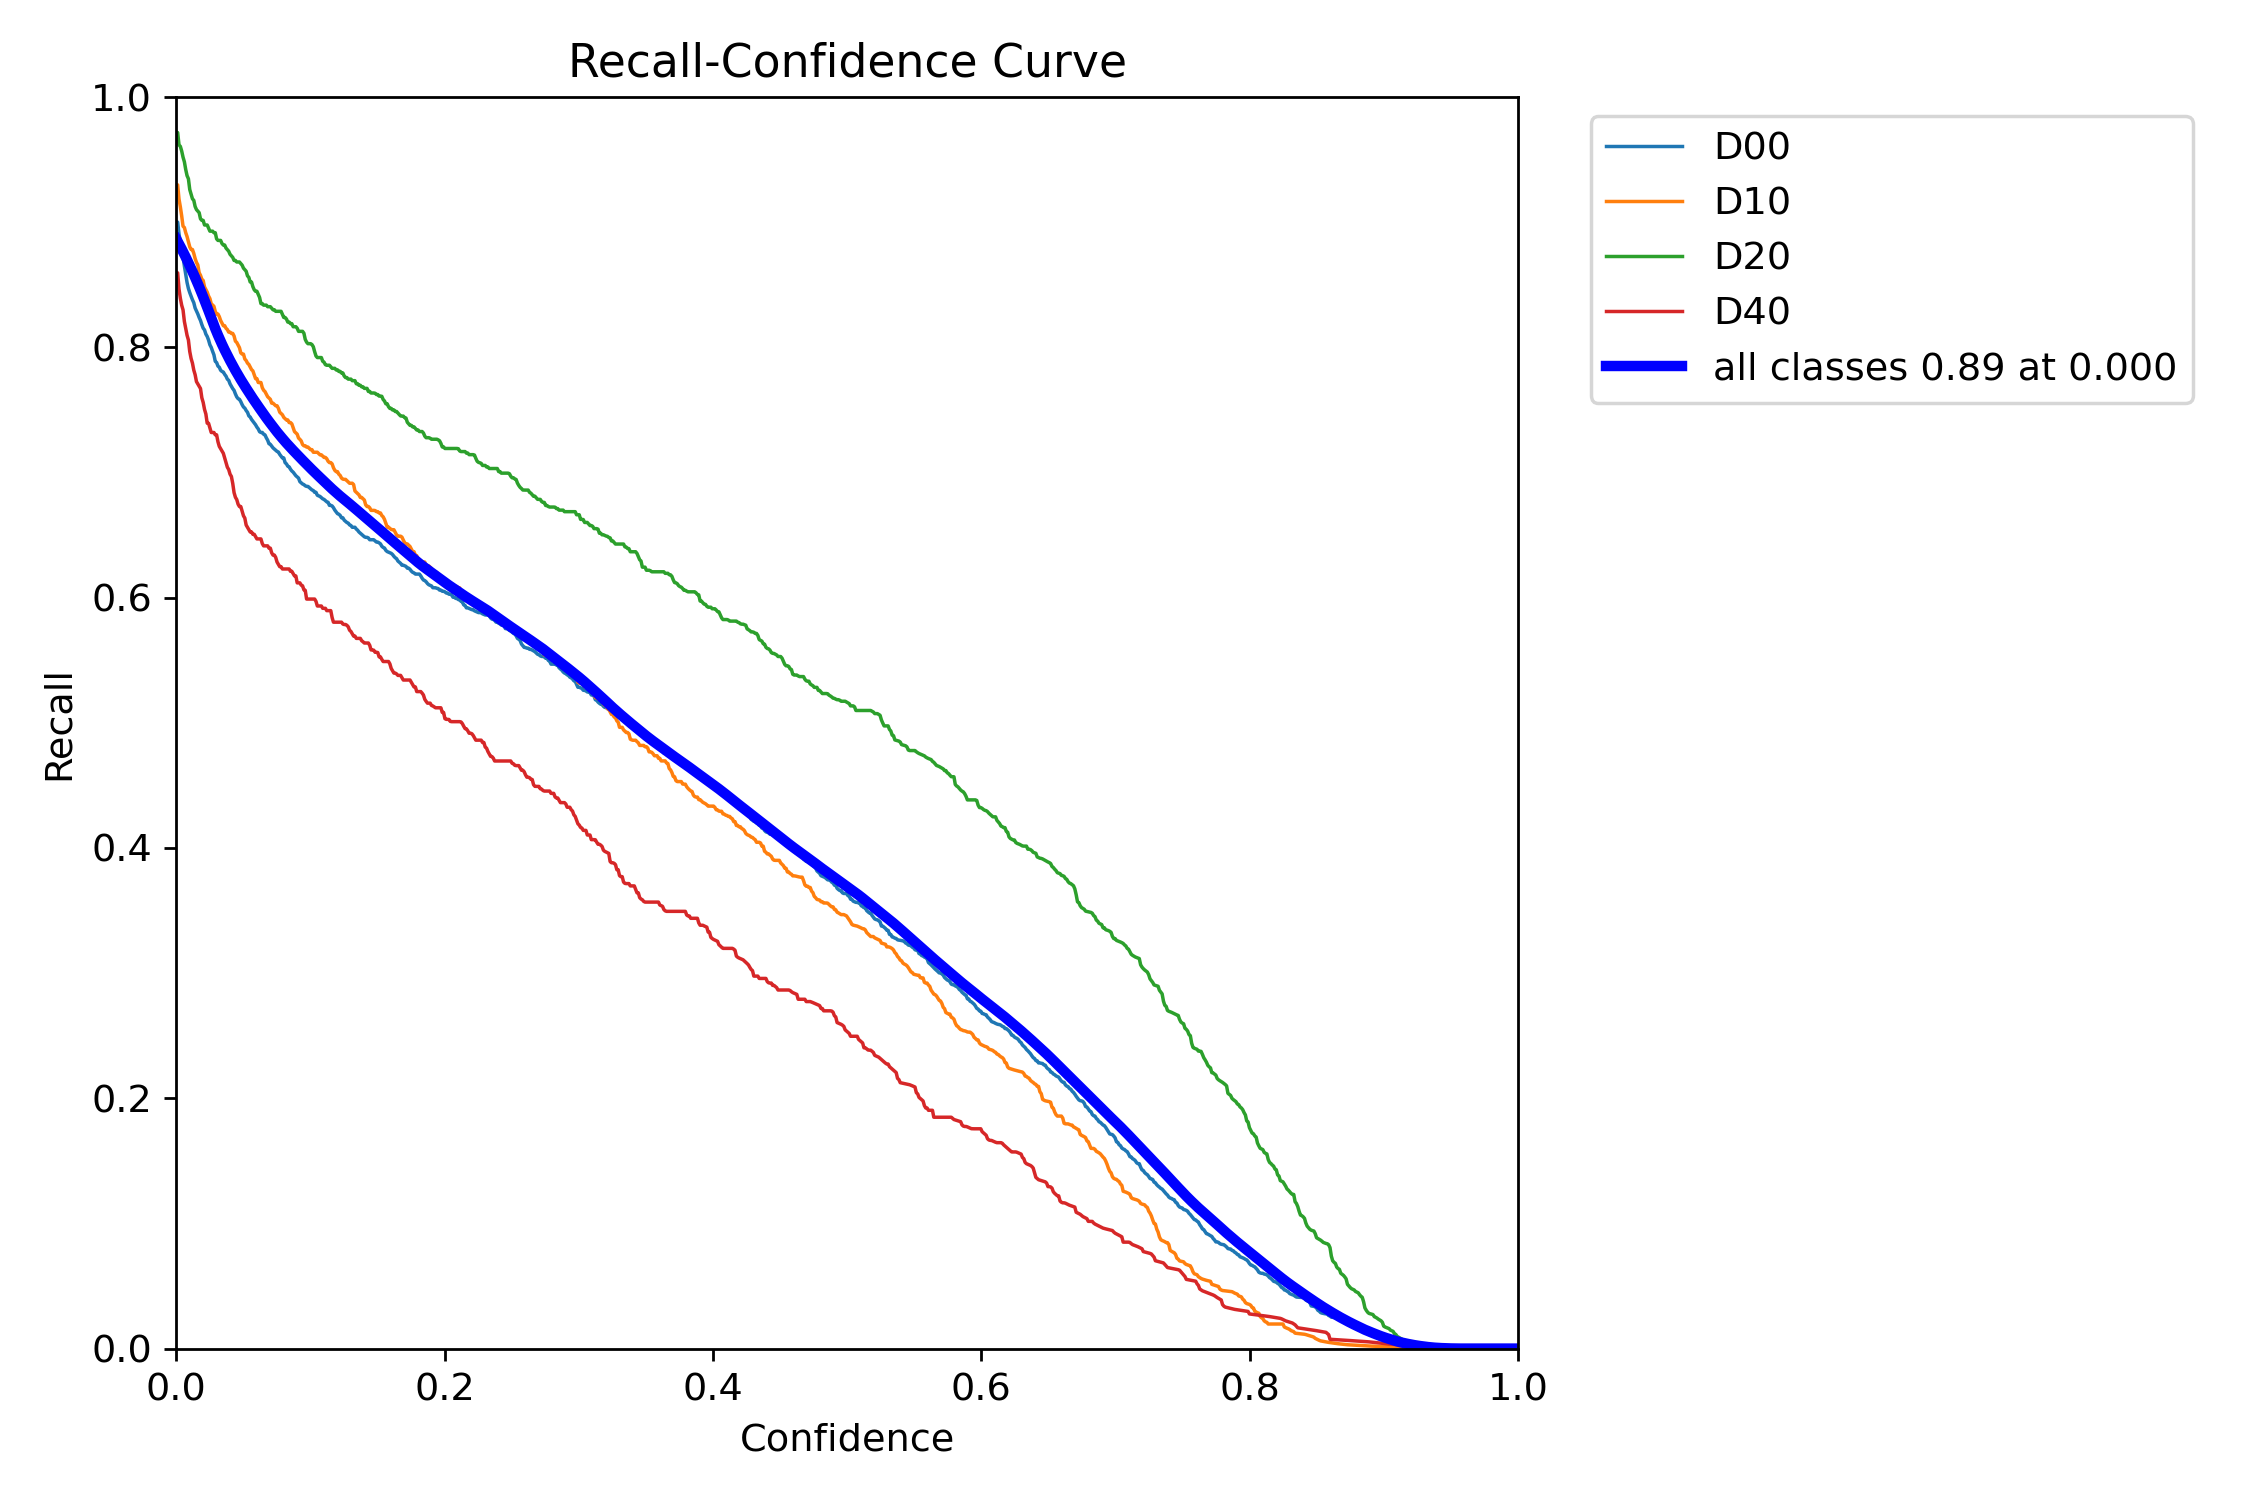 Recall-Confidence Curve
1.0
0.8
0.6
0.4
0.2
0.0
Recall
0.0 0.2 0.4 0.6 0.8 1.0
Confidence
D00
D10
D20
D40
all classes 0.89 at 0.000